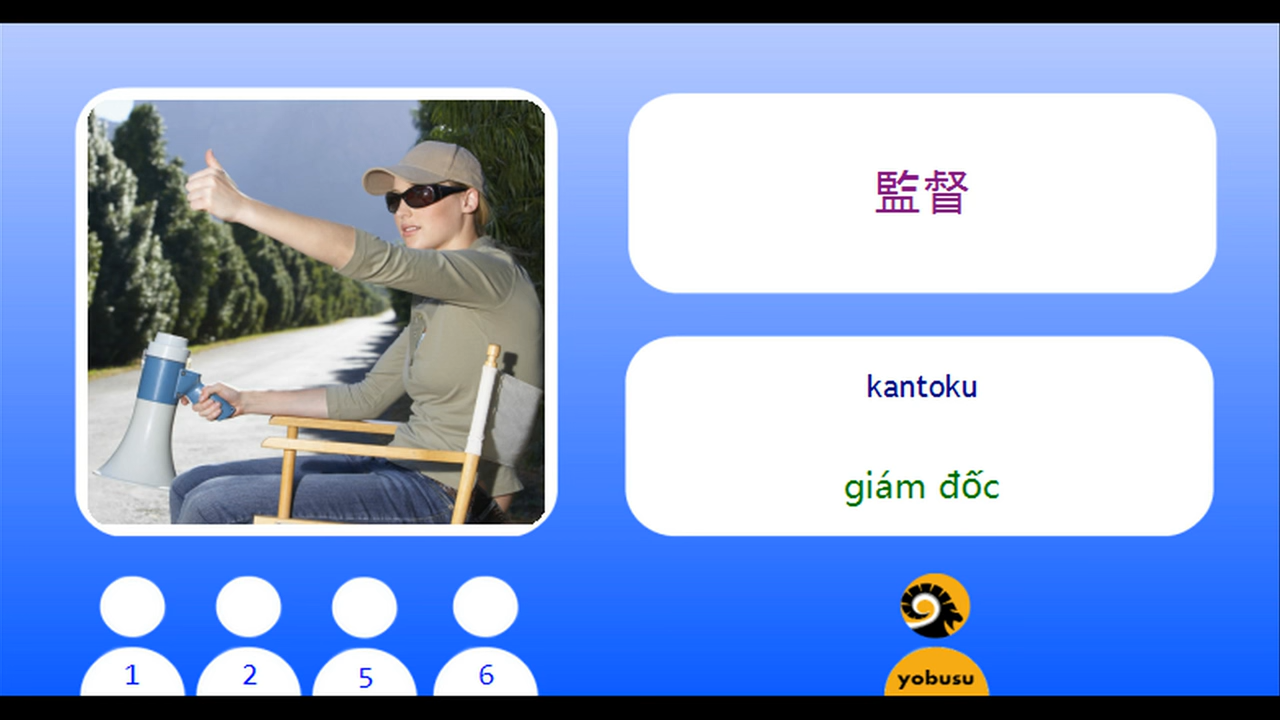 監督
kantoku
giám đốc
1 2 5 6
yobusu